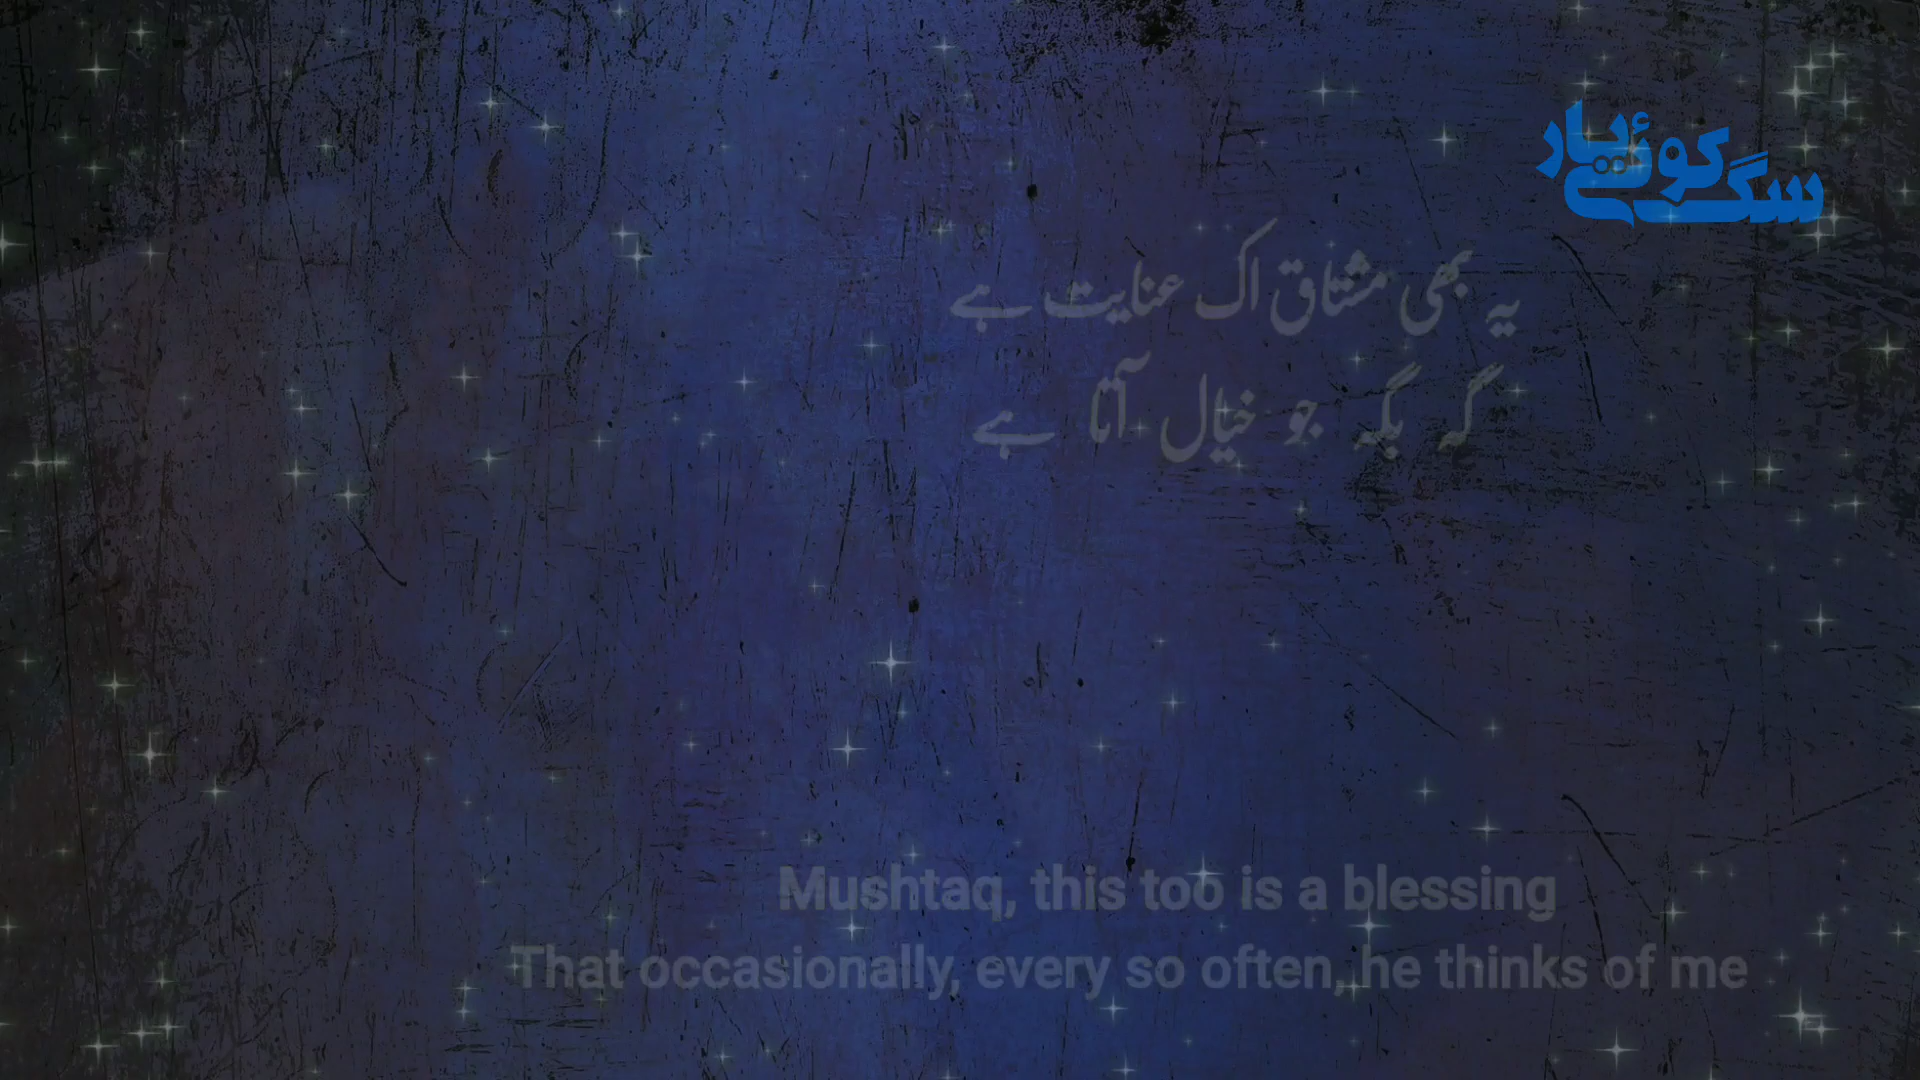 سگ کوئے یار
یہ بھی مشتاق اک عنایت ہے
گہ بگہ جو خیال آتا ہے
Mushtaq, this too is a blessing
That occasionally, every so often, he thinks of me